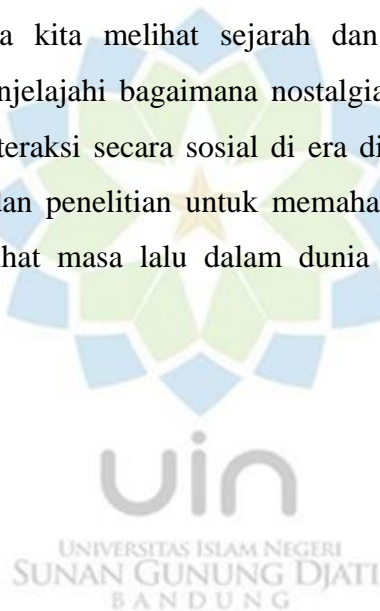 a kita melihat sejarah dan
njelajahi bagaimana nostalgia
teraksi secara sosial di era di
dan penelitian untuk memaha
hat masa lalu dalam dunia
uin
UNIVERSITAS ISLAM NEGERI
SUNAN GUNUNG DJATI
BANDUNG